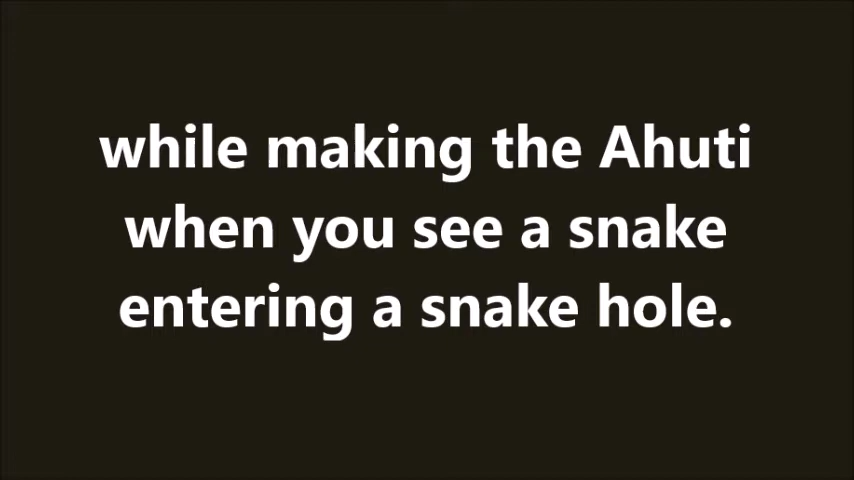 while making the Ahuti
when you see a snake
entering a snake hole.